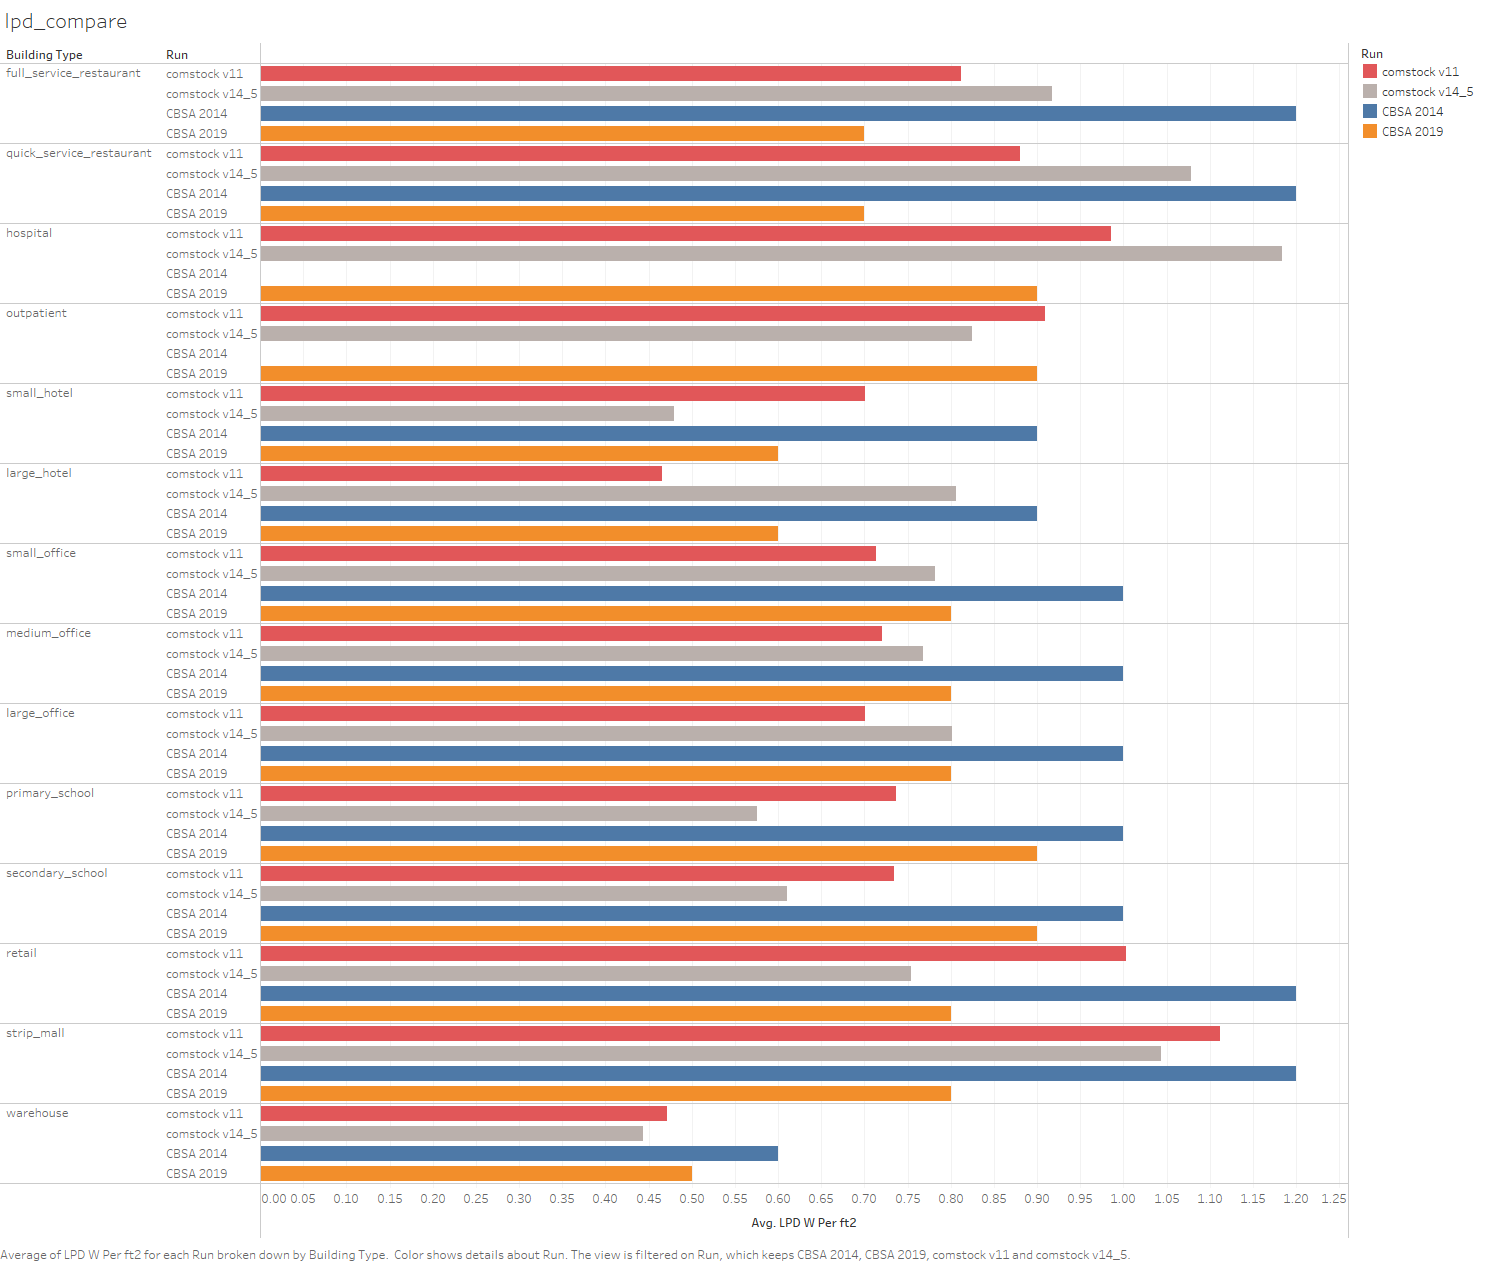 lpd_compare
Building Type Run
full_service_restaurant comstock v11
comstock v14_5
CBSA 2014
CBSA 2019
quick_service_restaurant comstock v11
comstock v14_5
CBSA 2014
CBSA 2019
hospital comstock v11
comstock v14_5
CBSA 2014
CBSA 2019
outpatient comstock v11
comstock v14_5
CBSA 2014
CBSA 2019
small_hotel comstock v11
comstock v14_5
CBSA 2014
CBSA 2019
large_hotel comstock v11
comstock v14_5
CBSA 2014
CBSA 2019
small_office comstock v11
comstock v14_5
CBSA 2014
CBSA 2019
medium_office comstock v11
comstock v14_5
CBSA 2014
CBSA 2019
large_office comstock v11
comstock v14_5
CBSA 2014
CBSA 2019
primary_school comstock v11
comstock v14_5
CBSA 2014
CBSA 2019
secondary_school comstock v11
comstock v14_5
CBSA 2014
CBSA 2019
retail comstock v11
comstock v14_5
CBSA 2014
CBSA 2019
strip_mall comstock v11
comstock v14_5
CBSA 2014
CBSA 2019
warehouse comstock v11
comstock v14_5
CBSA 2014
CBSA 2019
0.00 0.05 0.10 0.15 0.20 0.25 0.30 0.35 0.40 0.45 0.50 0.55 0.60 0.65 0.70 0.75 0.80 0.85 0.90 0.95 1.00 1.05 1.10 1.15 1.20 1.25
Avg. LPD W Per ft2
Run
comstock v11
comstock v14_5
CBSA 2014
CBSA 2019
Average of LPD W Per ft2 for each Run broken down by Building Type. Color shows details about Run. The view is filtered on Run, which keeps CBSA 2014, CBSA 2019, comstock v11 and comstock v14_5.